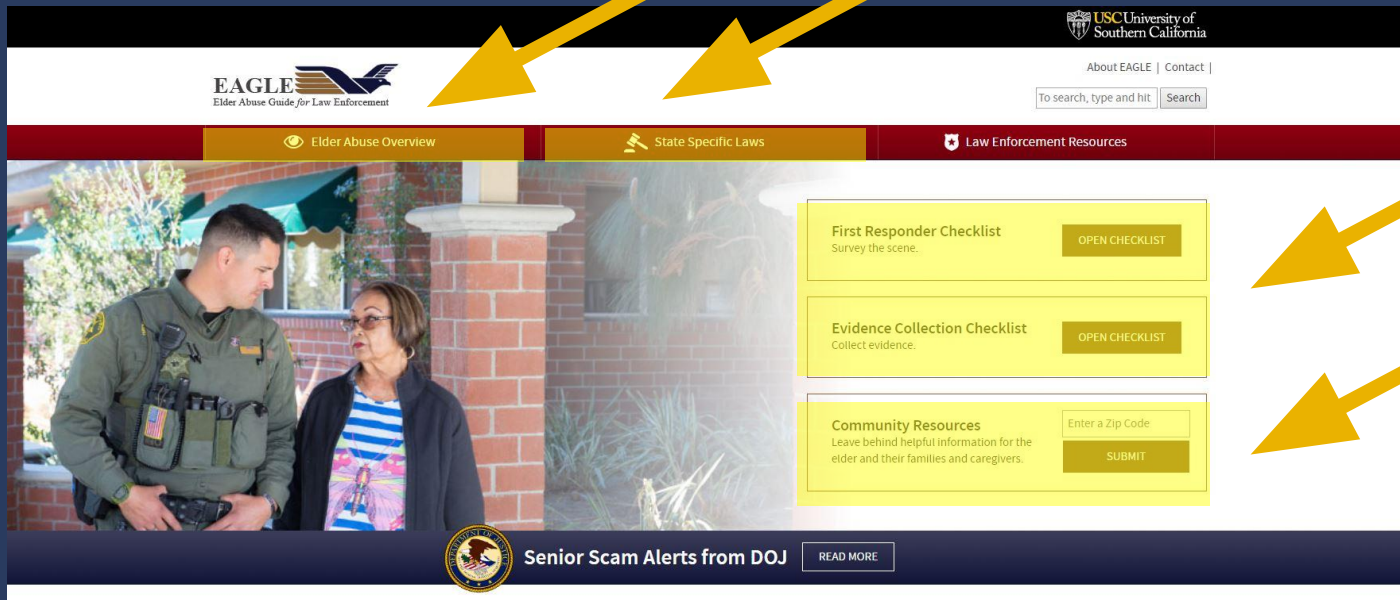 USC University of
Southern California
About EAGLE | Contact |
EAGLE
Elder Abuse Guide for Law Enforcement
To search, type and hit Search
Elder Abuse Overview State Specific Laws Law Enforcement Resources
First Responder Checklist
Survey the scene.
OPEN CHECKLIST
Evidence Collection Checklist
Collect evidence.
OPEN CHECKLIST
Community Resources
Leave behind helpful information for the
elder and their families and caregivers.
Enter a Zip Code
SUBMIT
Senior Scam Alerts from DOJ READ MORE